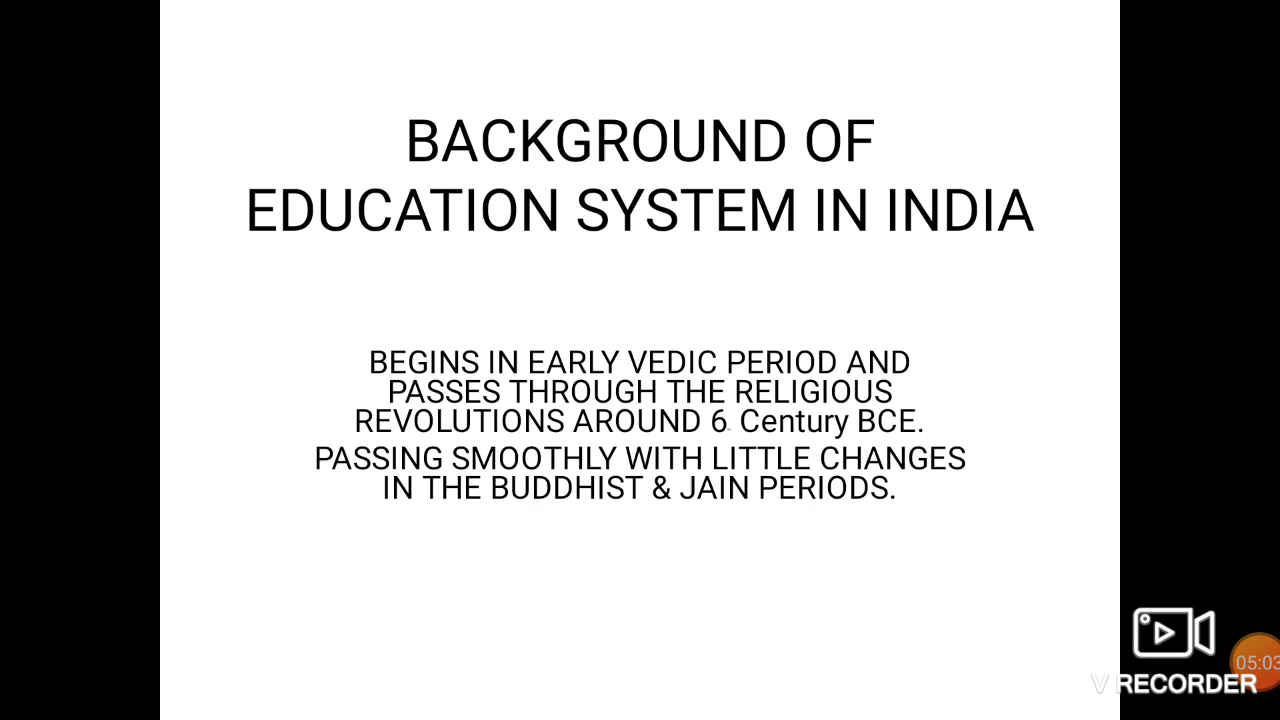 BACKGROUND OF
EDUCATION SYSTEM IN INDIA
BEGINS IN EARLY VEDIC PERIOD AND
PASSES THROUGH THE RELIGIOUS
REVOLUTIONS AROUND 6 Century BCE.
PASSING SMOOTHLY WITH LITTLE CHANGES
IN THE BUDDHIST & JAIN PERIODS.
05:03
V RECORDER